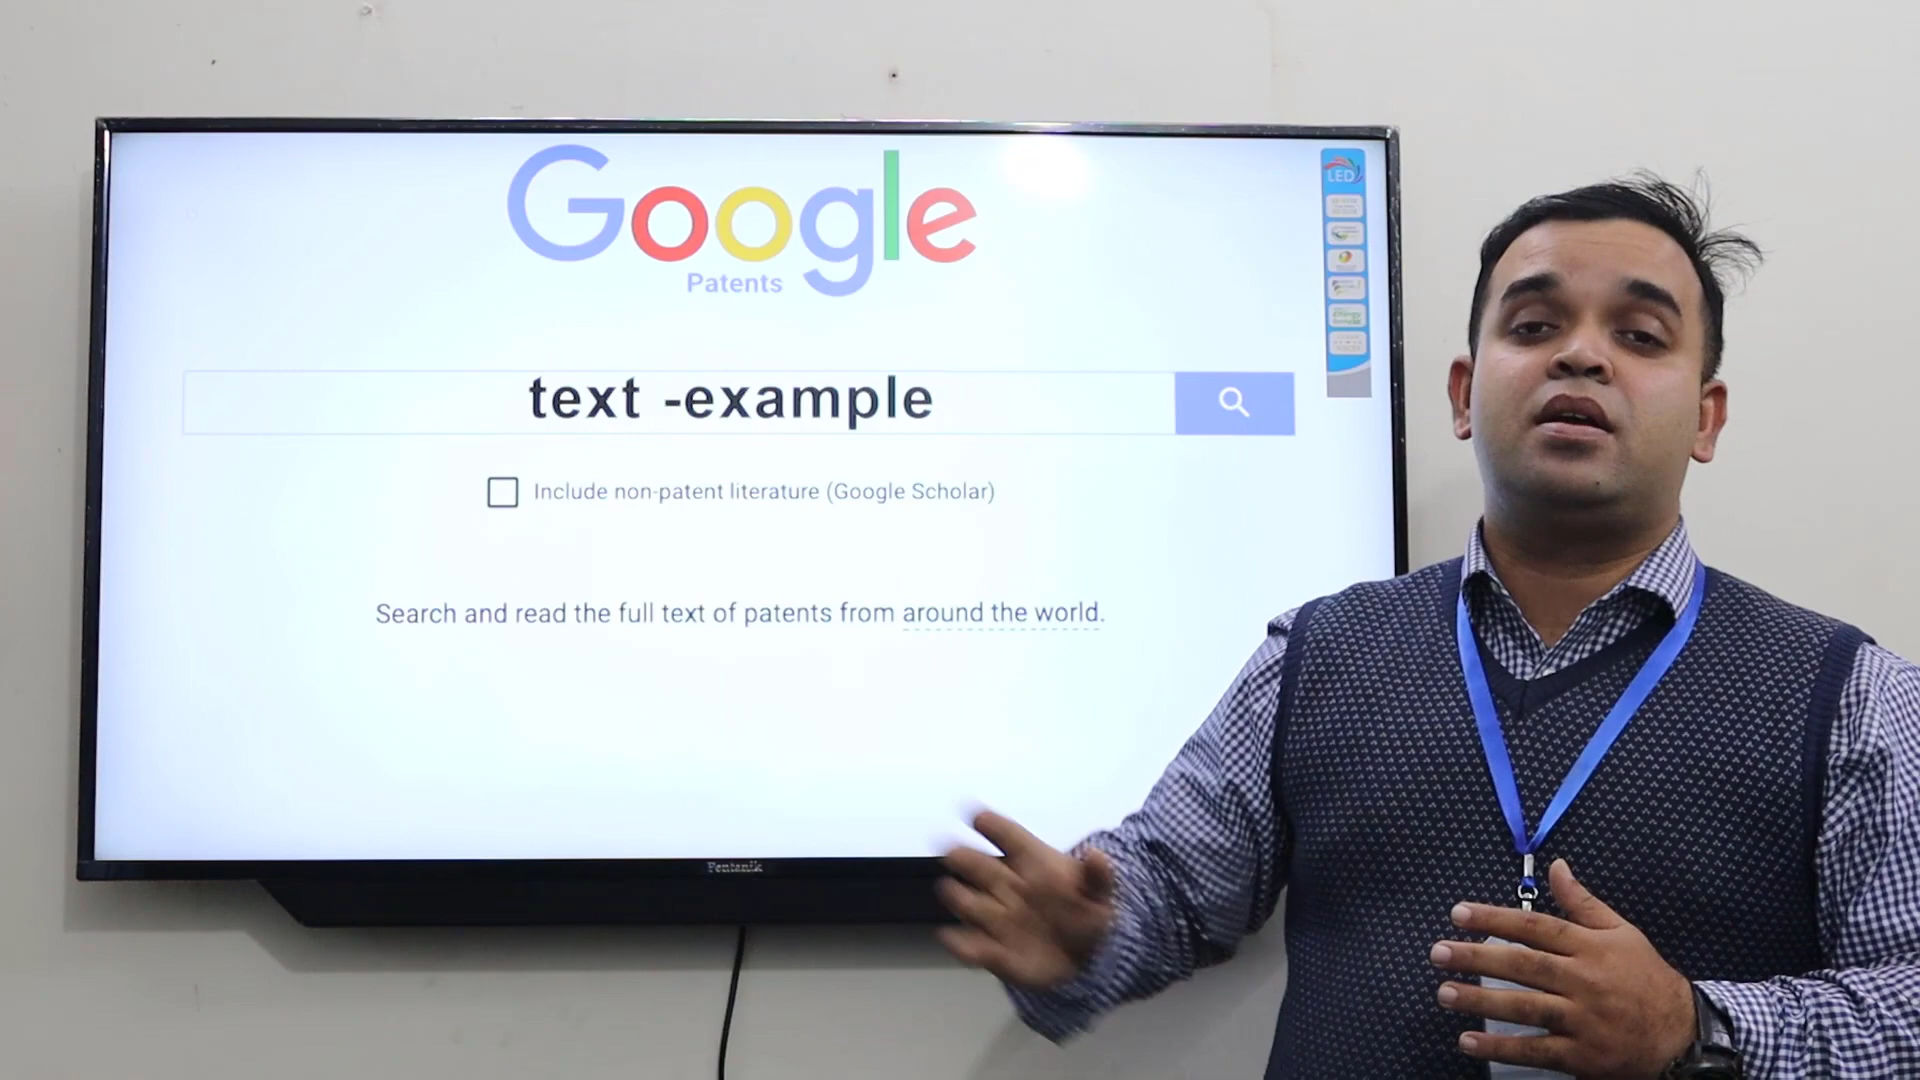 Google
Patents
text -example
Include non-patent literature (Google Scholar)
Search and read the full text of patents from around the world.
LED